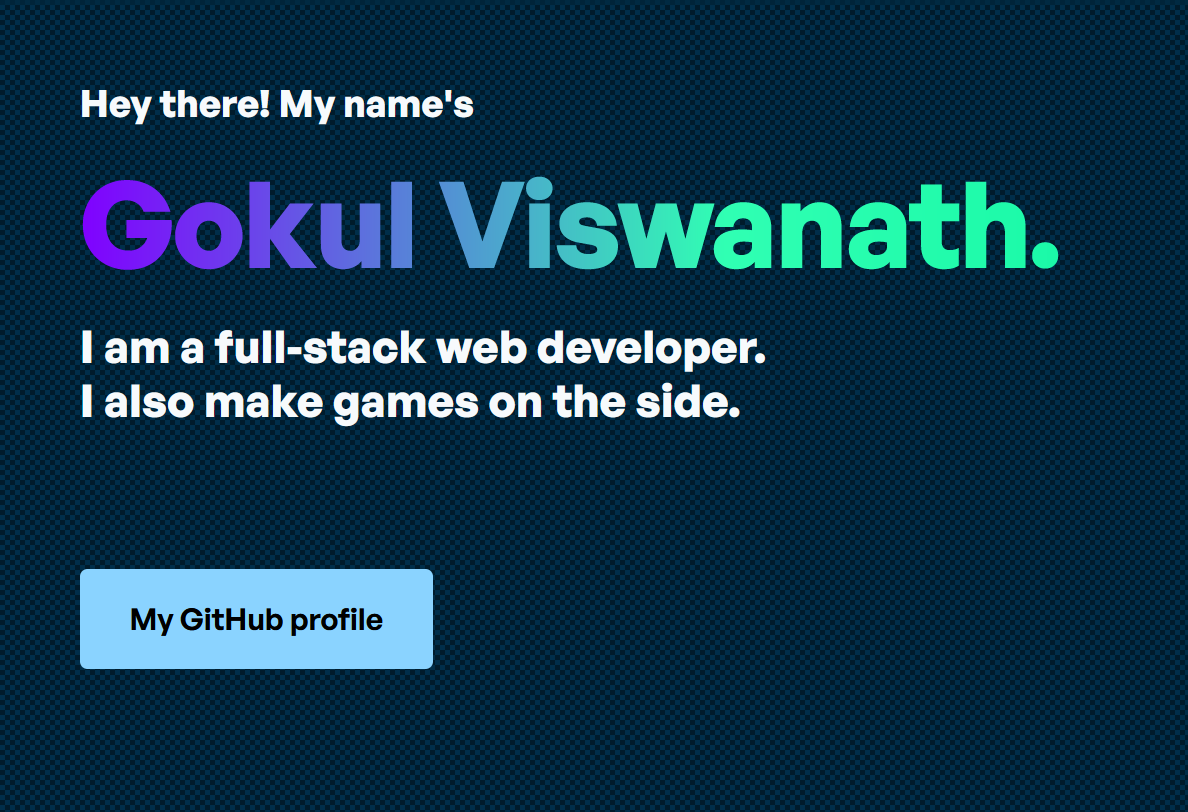 Hey there! My name's
Gokul Viswanath.
I am a full-stack web developer.
I also make games on the side.
My GitHub profile